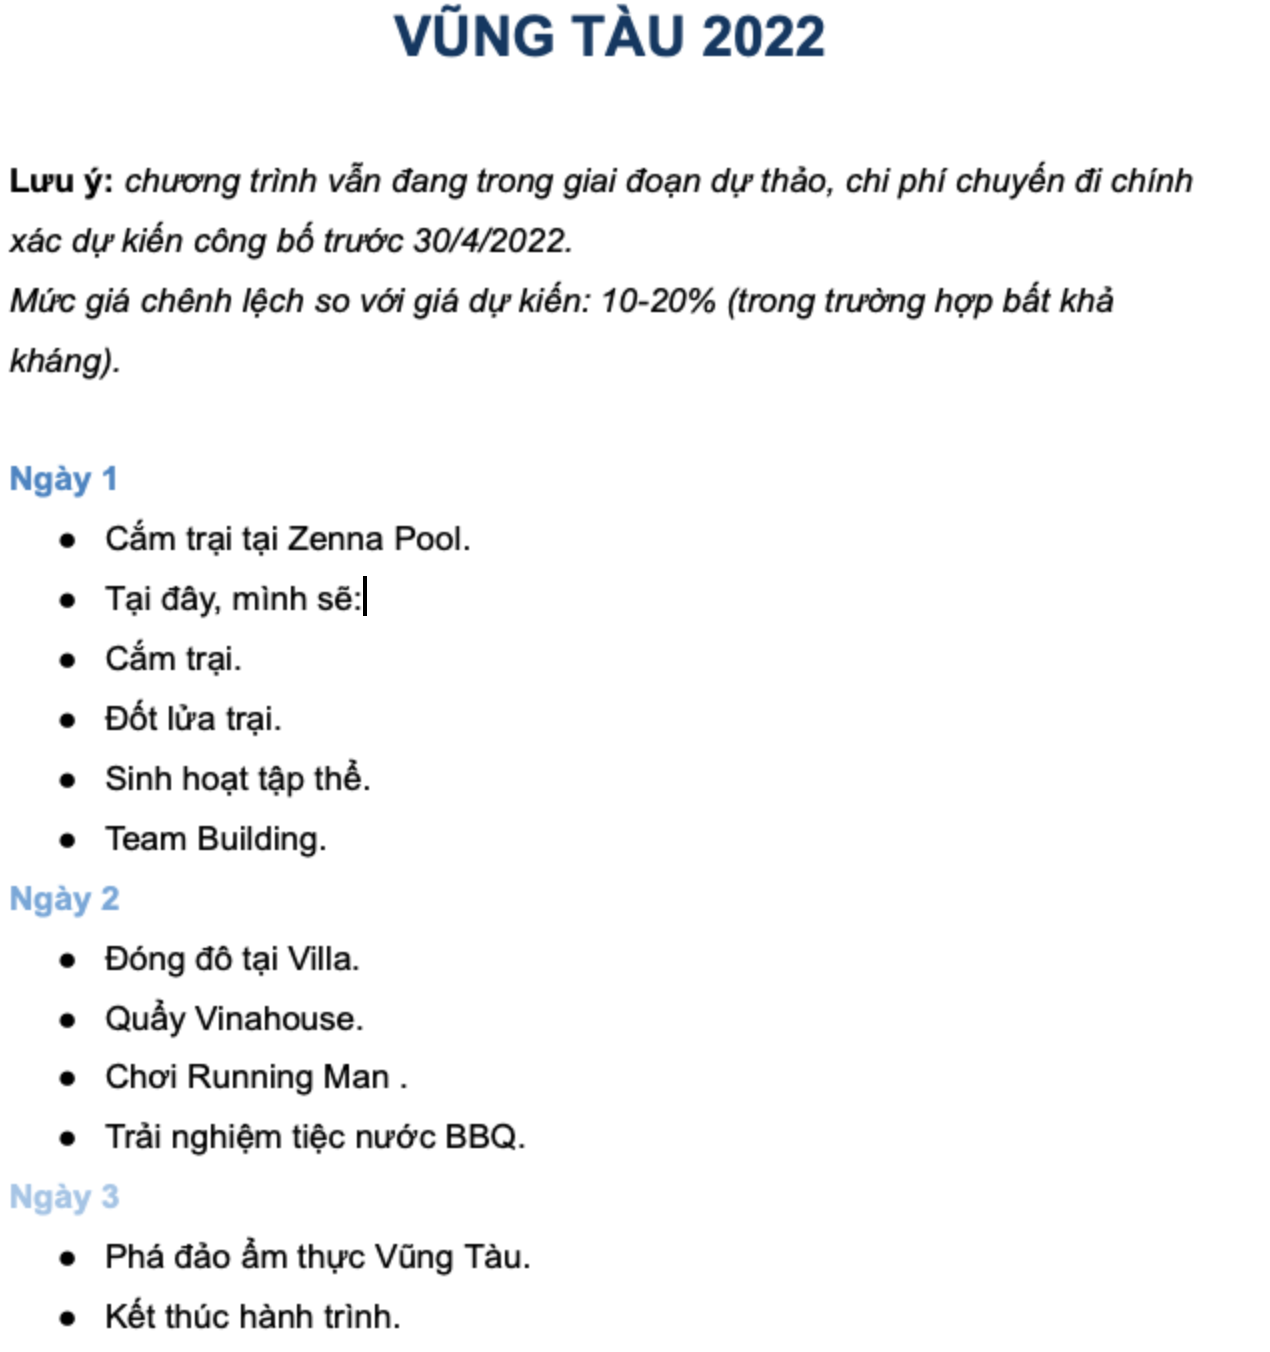 VŨNG TÀU 2022
Lưu ý: chương trình vẫn đang trong giai đoạn dự thảo, chi phí chuyến đi chính
xác dự kiến công bố trước 30/4/2022.
Mức giá chênh lệch so với giá dự kiến: 10-20% (trong trường hợp bất khả
kháng).
Ngày 1
● Cắm trại tại Zenna Pool.
● Tại đây, mình sẽ:
● Cắm trại.
● Đốt lửa trại.
● Sinh hoạt tập thể.
● Team Building.
Ngày 2
● Đóng đô tại Villa.
● Quẩy Vinahouse.
● Chơi Running Man .
● Trải nghiệm tiệc nước BBQ.
Ngày 3
● Phá đảo ẩm thực Vũng Tàu.
● Kết thúc hành trình.